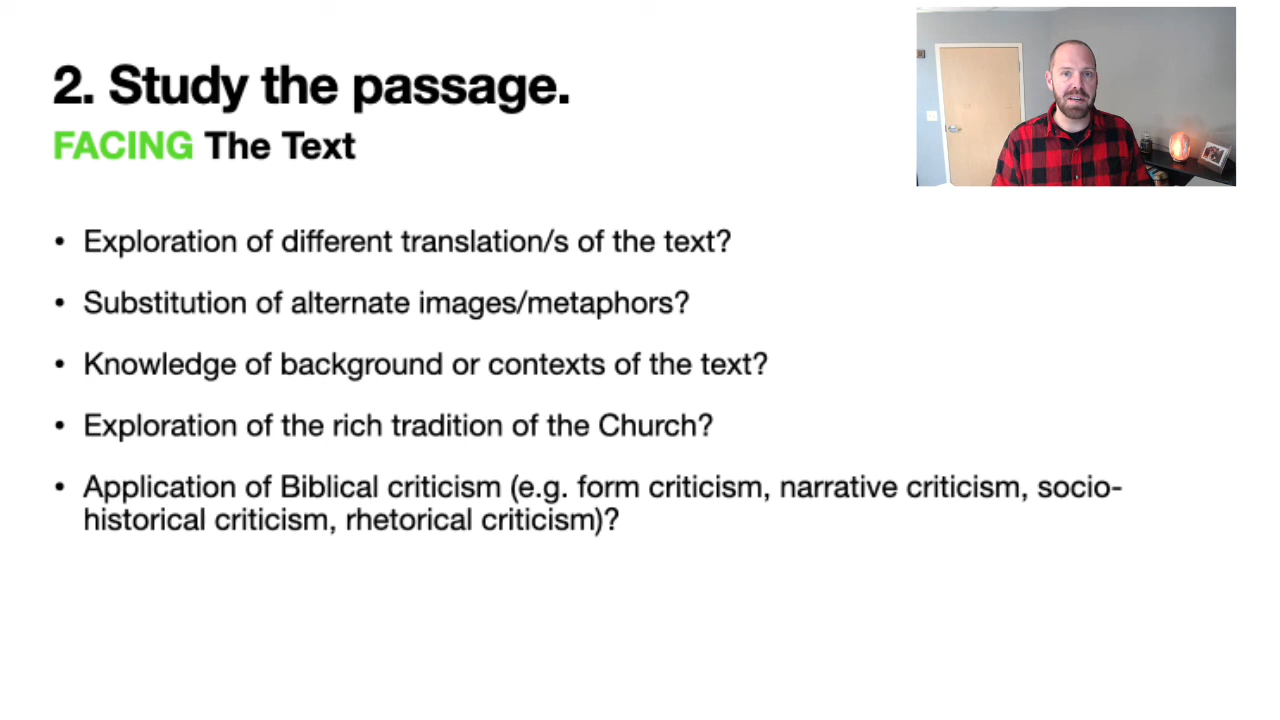 2. Study the passage.
FACING The Text
• Exploration of different translation/s of the text?
• Substitution of alternate images/metaphors?
• Knowledge of background or contexts of the text?
• Exploration of the rich tradition of the Church?
• Application of Biblical criticism (e.g. form criticism, narrative criticism, socio-
historical criticism, rhetorical criticism)?